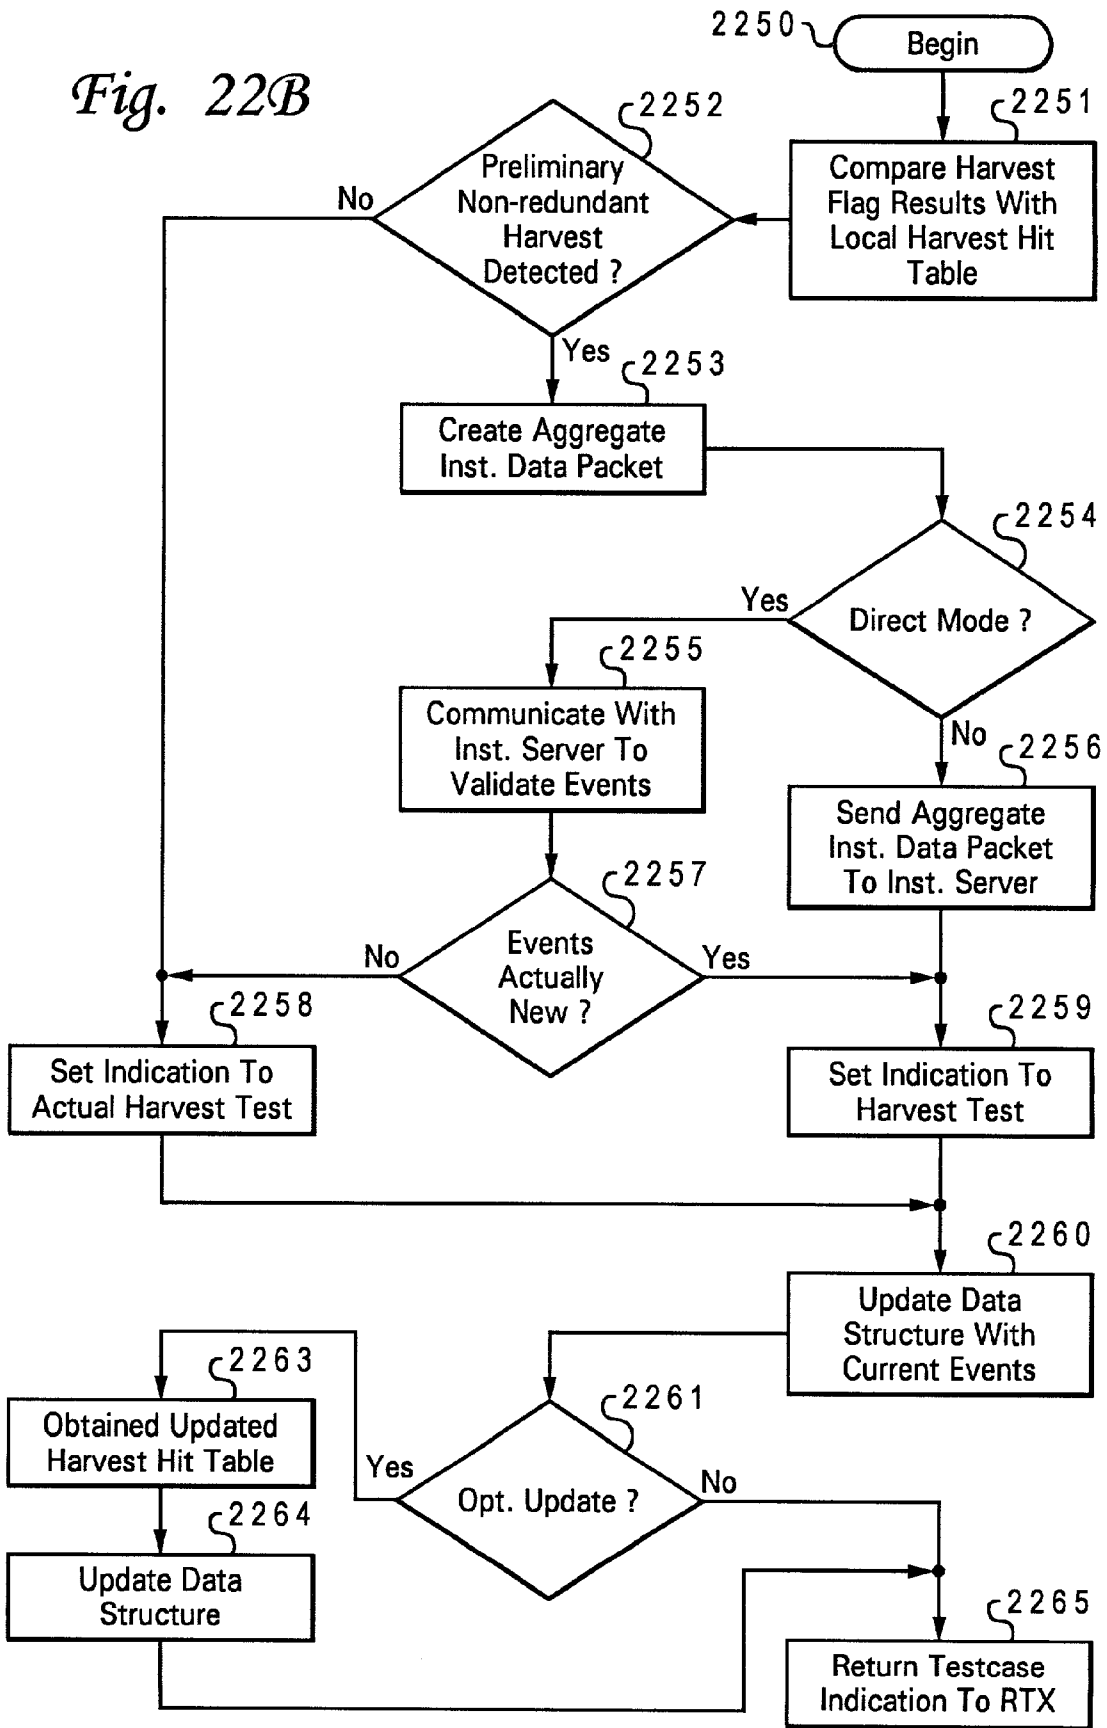 Fig. 22B
2250
Begin
2251
Compare Harvest
Flag Results With
Local Harvest Hit
Table
2252
Preliminary
Non-redundant
Harvest
Detected ?
No
Yes
2253
Create Aggregate
Inst. Data Packet
2254
Direct Mode ?
Yes
No
2255
Communicate With
Inst. Server To
Validate Events
2256
Send Aggregate
Inst. Data Packet
To Inst. Server
2257
Events
Actually
New ?
No
Yes
2258
Set Indication To
Actual Harvest Test
2259
Set Indication To
Harvest Test
2260
Update Data
Structure With
Current Events
2261
Opt. Update ?
Yes
No
2263
Obtained Updated
Harvest Hit Table
2264
Update Data
Structure
2265
Return Testcase
Indication To RTX